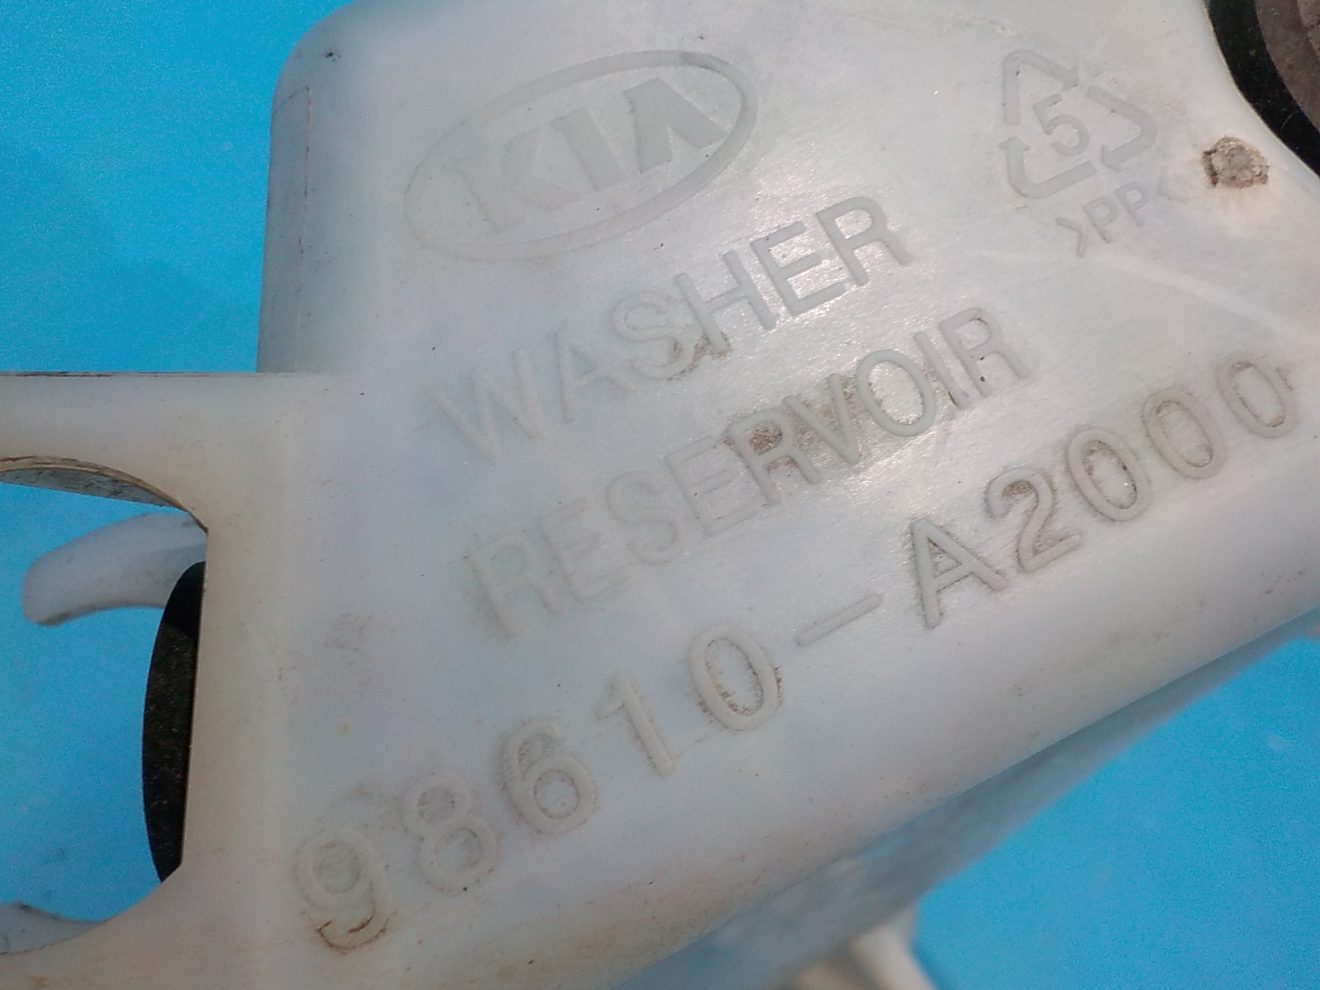 KIA
5
>PP<
WASHER
RESERVOIR
98610-A2000